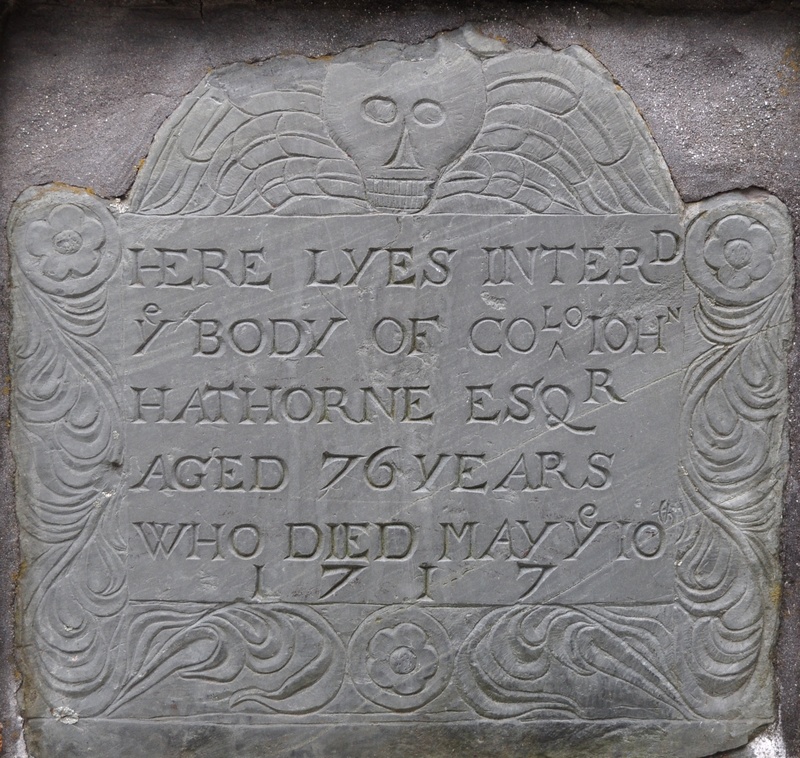 HERE LYES INTERᴰ
yᵉ BODY OF COᴸᴼ IOHᴺ
HATHORNE ESQᴿ
AGED 76 YEARS
WHO DIED MAY yᵉ 10ᵗʰ
1717